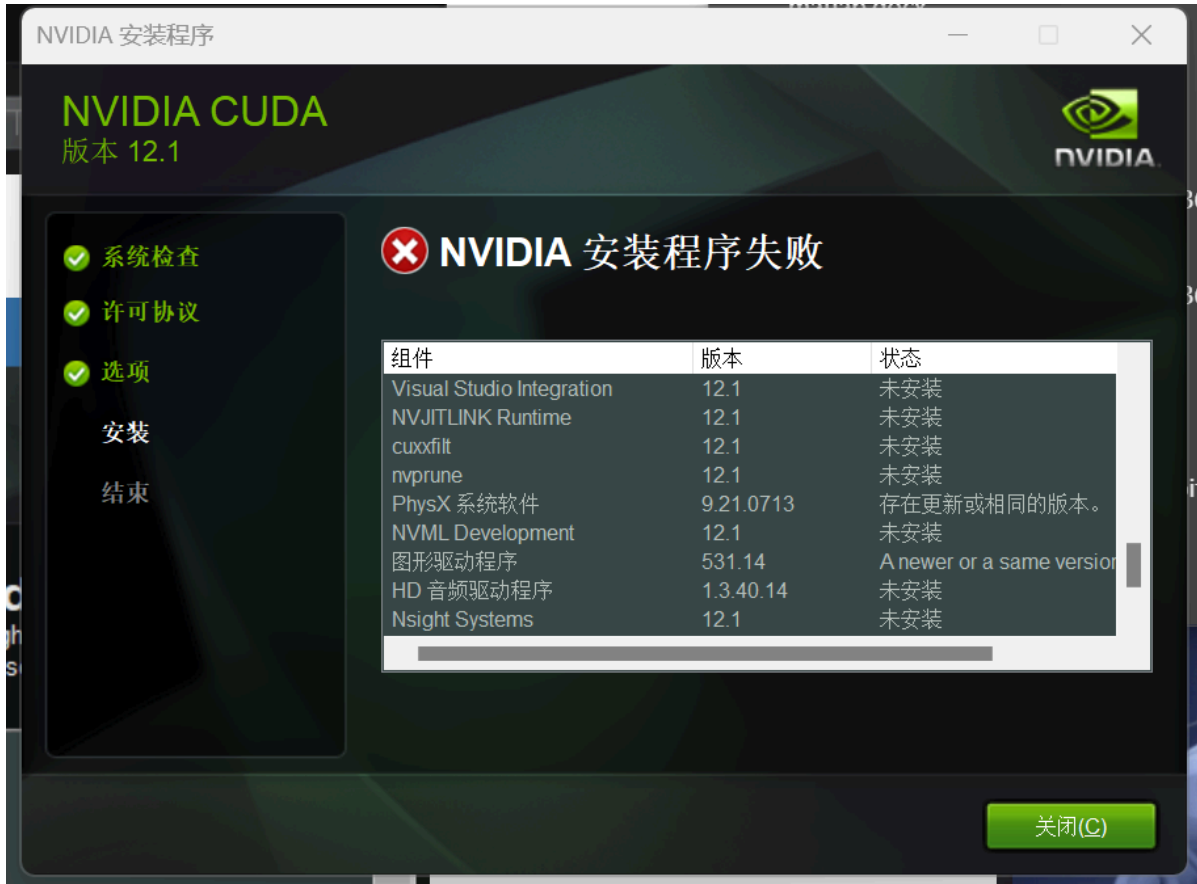 NVIDIA 安装程序
NVIDIA CUDA
版本 12.1
NVIDIA
系统检查
许可协议
选项
安装
结束
NVIDIA 安装程序失败
组件 版本 状态
Visual Studio Integration 12.1 未安装
NVJITLINK Runtime 12.1 未安装
cuxxfilt 12.1 未安装
nvprune 12.1 未安装
PhysX 系统软件 9.21.0713 存在更新或相同的版本。
NVML Development 12.1 未安装
图形驱动程序 531.14 A newer or a same version
HD 音频驱动程序 1.3.40.14 未安装
Nsight Systems 12.1 未安装
关闭(C)